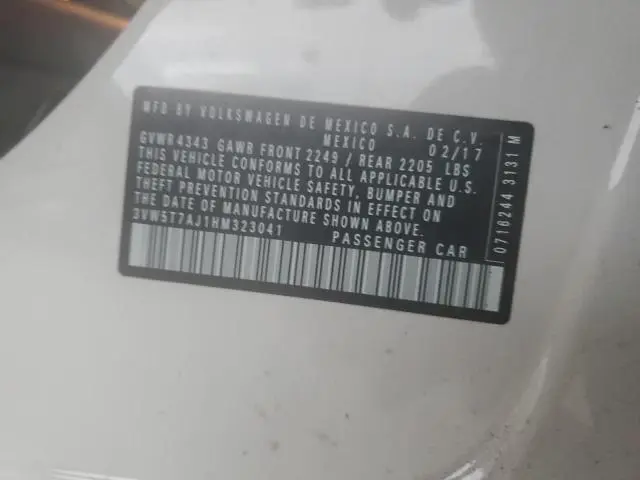 MFD BY VOLKSWAGEN DE MEXICO S.A. DE C.V.
MEXICO 02/17
GVWR 4343 GAWR FRONT 2249 / REAR 2205 LBS
THIS VEHICLE CONFORMS TO ALL APPLICABLE U.S.
FEDERAL MOTOR VEHICLE SAFETY, BUMPER AND
THEFT PREVENTION STANDARDS IN EFFECT ON
THE DATE OF MANUFACTURE SHOWN ABOVE.
3VW5T7AJ1HM323041 PASSENGER CAR
0716244 3131 M